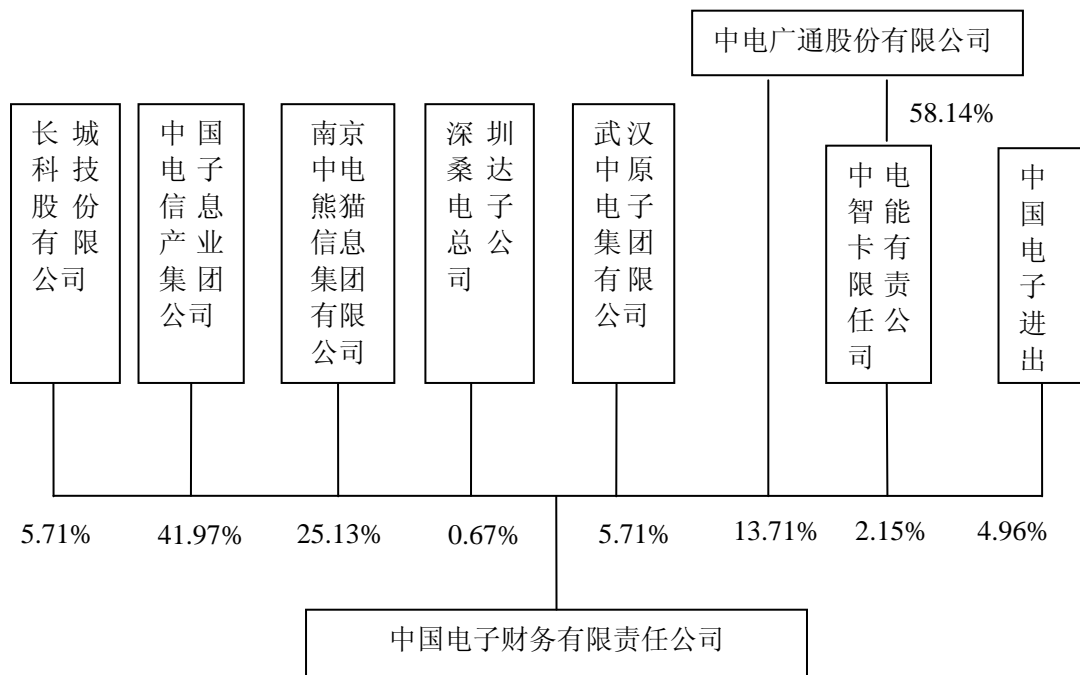 中电广通股份有限公司
58.14%
长城
科技
股份
有限
公司
中国
电子
信息
产业
集团
公司
南京
中电
熊猫
信息
集团
有限
公司
深圳
桑达
电子
总公
司
武汉
中原
电子
集团
有限
公司
中电
智能
卡有
限责
任公
司
中
国
电
子
进
出
5.71%
41.97%
25.13%
0.67%
5.71%
13.71%
2.15%
4.96%
中国电子财务有限责任公司